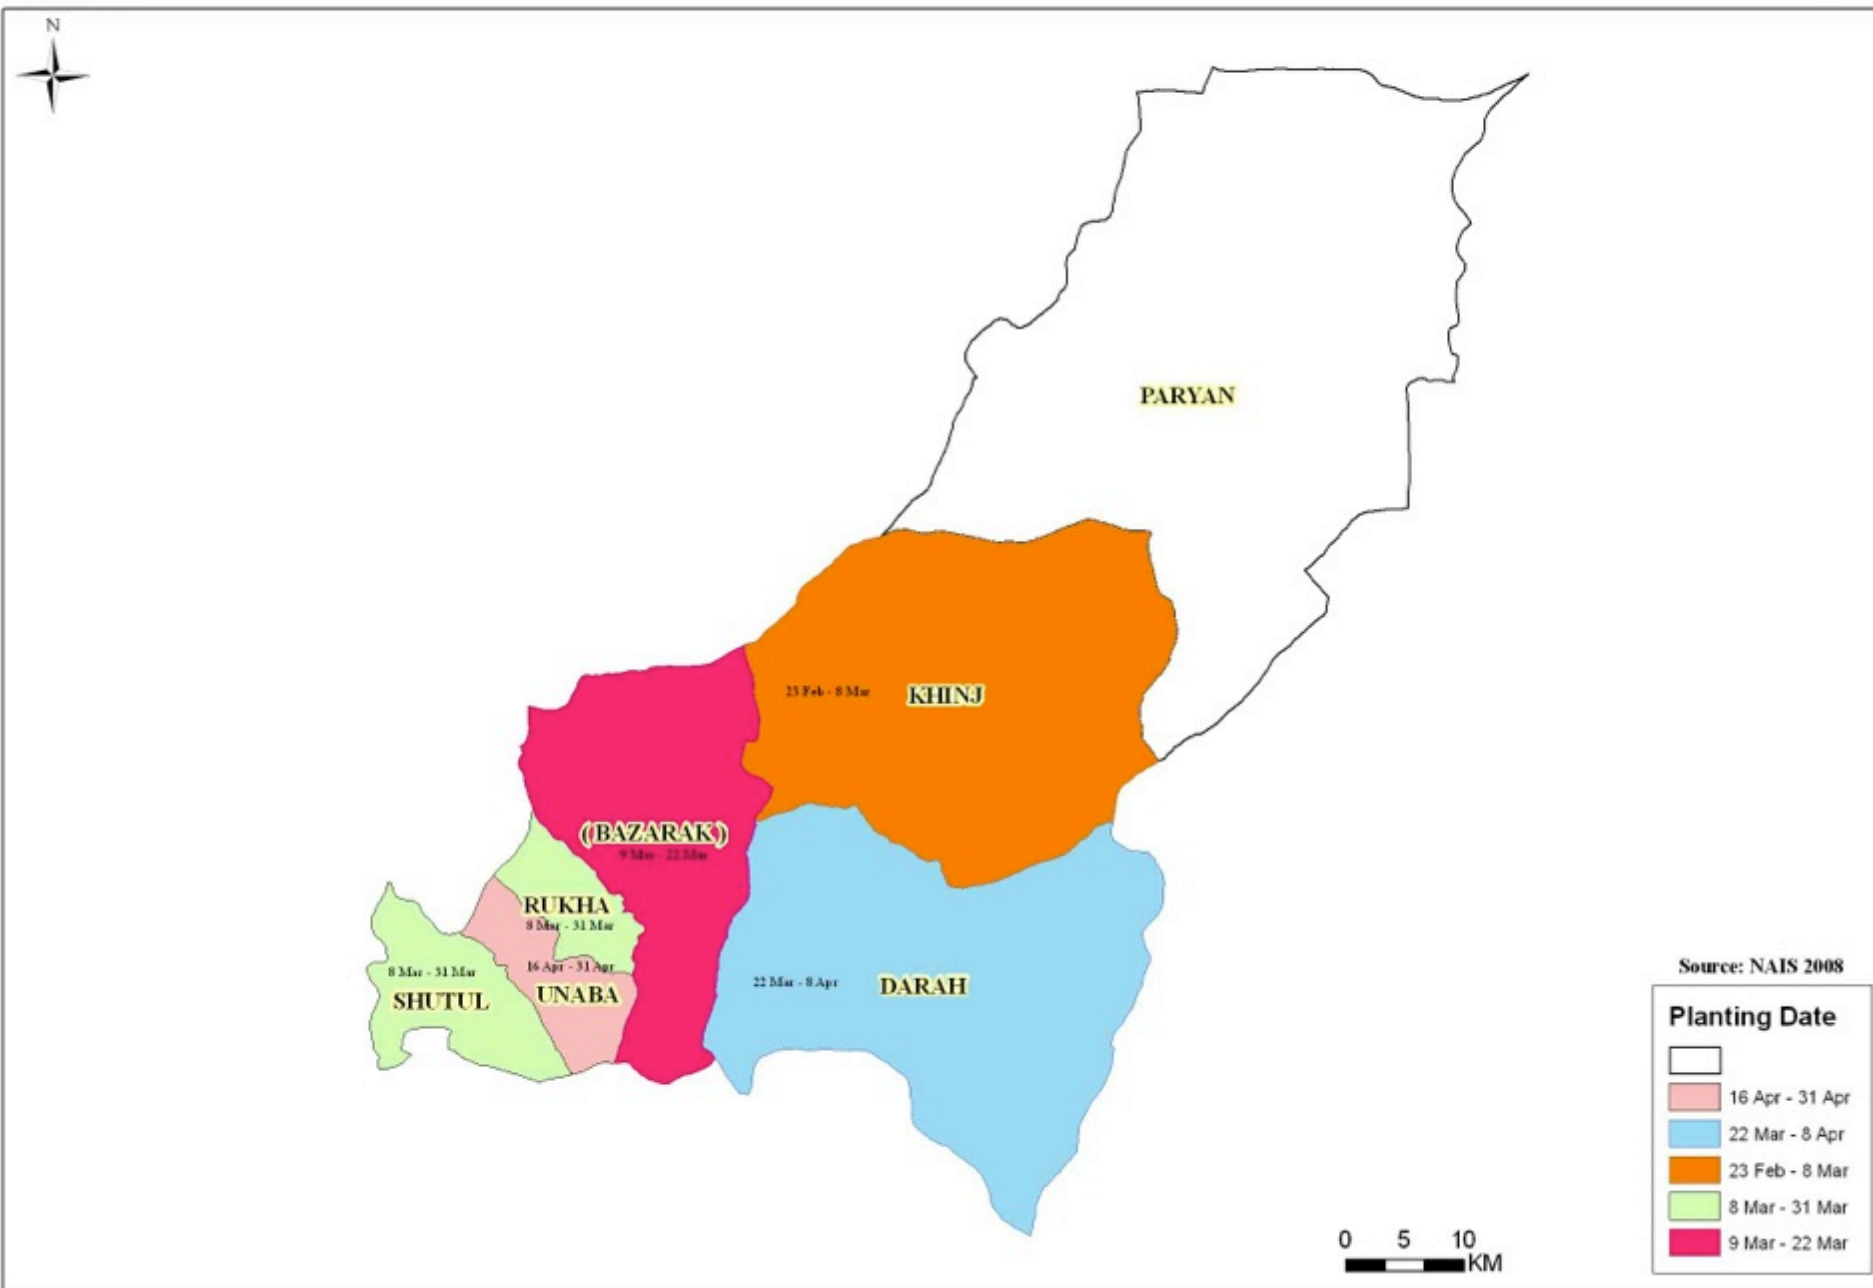 N
PARYAN
23 Feb - 8 Mar
KHINJ
(BAZARAK)
9 Mar - 22 Mar
RUKHA
8 Mar - 31 Mar
16 Apr - 31 Apr
UNABA
8 Mar - 31 Mar
SHUTUL
22 Mar - 8 Apr
DARAH
Source: NAIS 2008
Planting Date
16 Apr - 31 Apr
22 Mar - 8 Apr
23 Feb - 8 Mar
8 Mar - 31 Mar
9 Mar - 22 Mar
0 5 10
KM